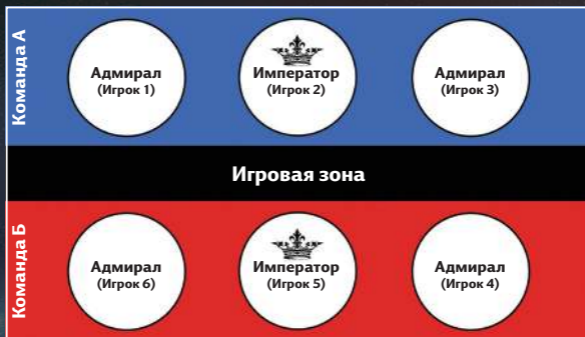 Команда А
Адмирал
(Игрок 1)
Император
(Игрок 2)
Адмирал
(Игрок 3)
Игровая зона
Команда Б
Адмирал
(Игрок 6)
Император
(Игрок 5)
Адмирал
(Игрок 4)